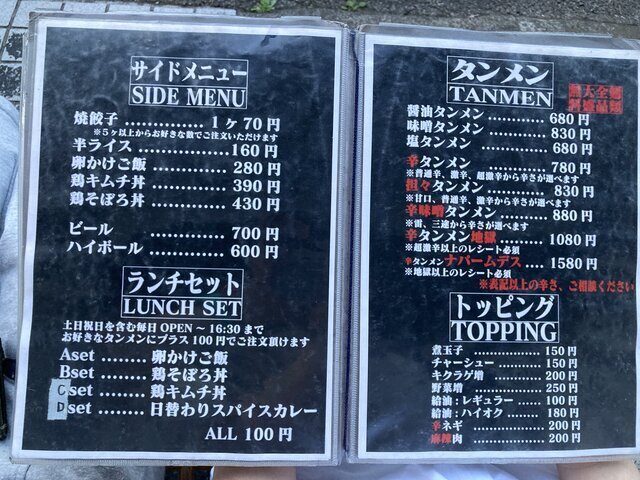 サイドメニュー
SIDE MENU
焼餃子 .............. 1ヶ70円
※５ヶ以上からお好きな数でご注文いただけます
半ライス .............. 160円
卵かけご飯 .......... 280円
鶏キムチ丼 .......... 390円
鶏そぼろ丼 .......... 430円
ビール .............. 700円
ハイボール .......... 600円
ランチセット
LUNCH SET
土日祝日を含む毎日 OPEN ～ 16:30 まで
お好きなタンメンにプラス 100円でご注文頂けます
Aset ........ 卵かけご飯
Bset ........ 鶏そぼろ丼
Cset ........ 鶏キムチ丼
Dset ........ 日替わりスパイスカレー
ALL 100円
タンメン
TANMEN
無大全麺
料盛品類
醤油タンメン ............ 680円
味噌タンメン ............ 830円
塩タンメン ............ 680円
辛タンメン ............ 780円
※普通辛、激辛、超激辛から辛さが選べます
担々タンメン ............ 830円
※甘口、普通辛、激辛から辛さが選べます
辛味噌タンメン .......... 880円
※雷、三途から辛さが選べます
辛タンメン地獄 .......... 1080円
※超激辛以上のレシート必須
辛タンメンナパームデス .... 1580円
※地獄以上のレシート必須
※表記以上の辛さ、ご相談ください
トッピング
TOPPING
煮玉子 .............. 150円
チャーシュー .............. 150円
キクラゲ増 .............. 200円
野菜増 .............. 250円
給油：レギュラー ........ 100円
給油：ハイオク .......... 180円
辛ネギ .............. 200円
麻辣肉 .............. 200円